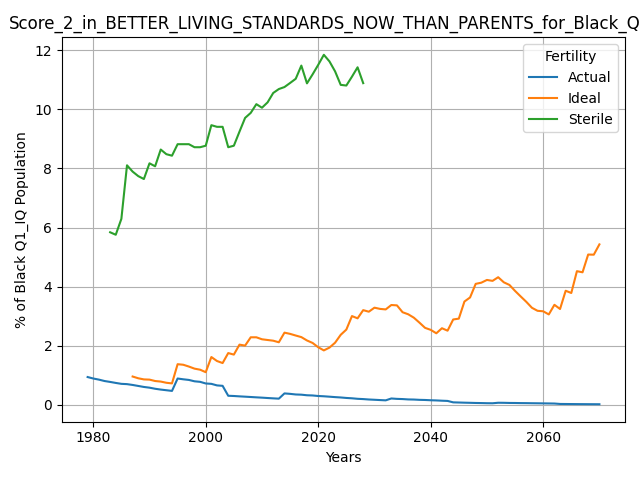 Score_2_in_BETTER_LIVING_STANDARDS_NOW_THAN_PARENTS_for_Black_Q
Fertility
Actual
Ideal
Sterile
% of Black Q1_IQ Population
12
10
8
6
4
2
0
1980
2000
2020
2040
2060
Years